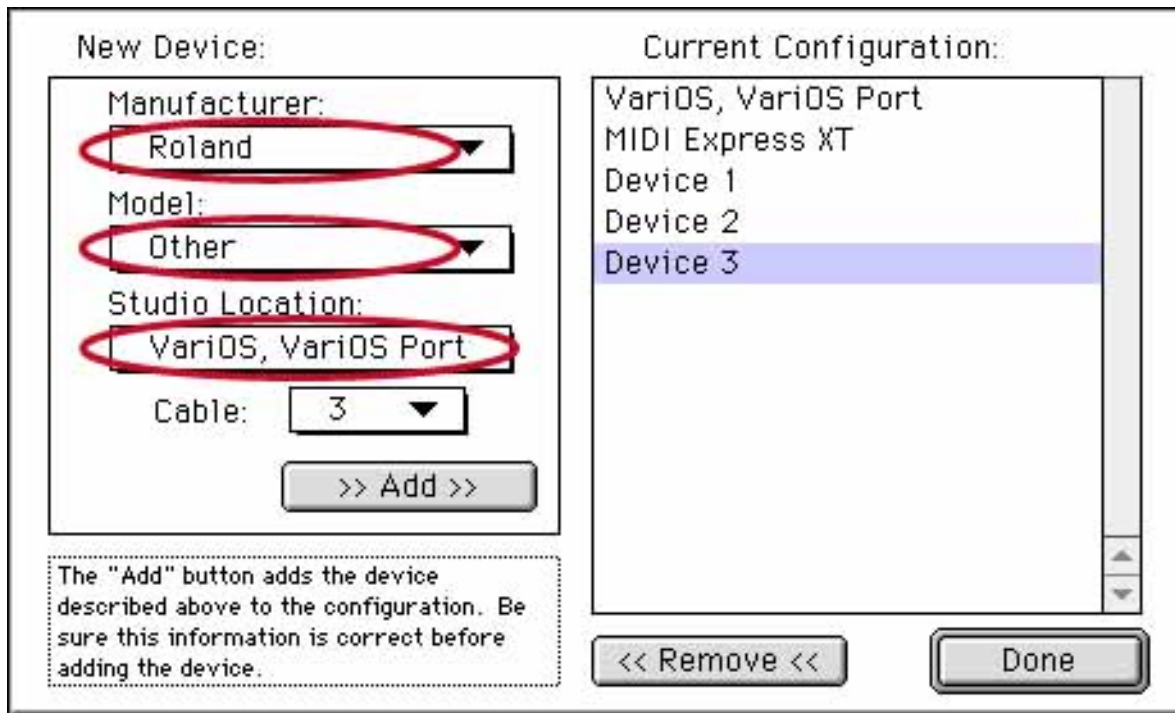 New Device:
Manufacturer:
Roland
Model:
Other
Studio Location:
VariOS, VariOS Port
Cable: 3
>> Add >>
The "Add" button adds the device
described above to the configuration. Be
sure this information is correct before
adding the device.
Current Configuration:
VariOS, VariOS Port
MIDI Express XT
Device 1
Device 2
Device 3
<< Remove <<
Done